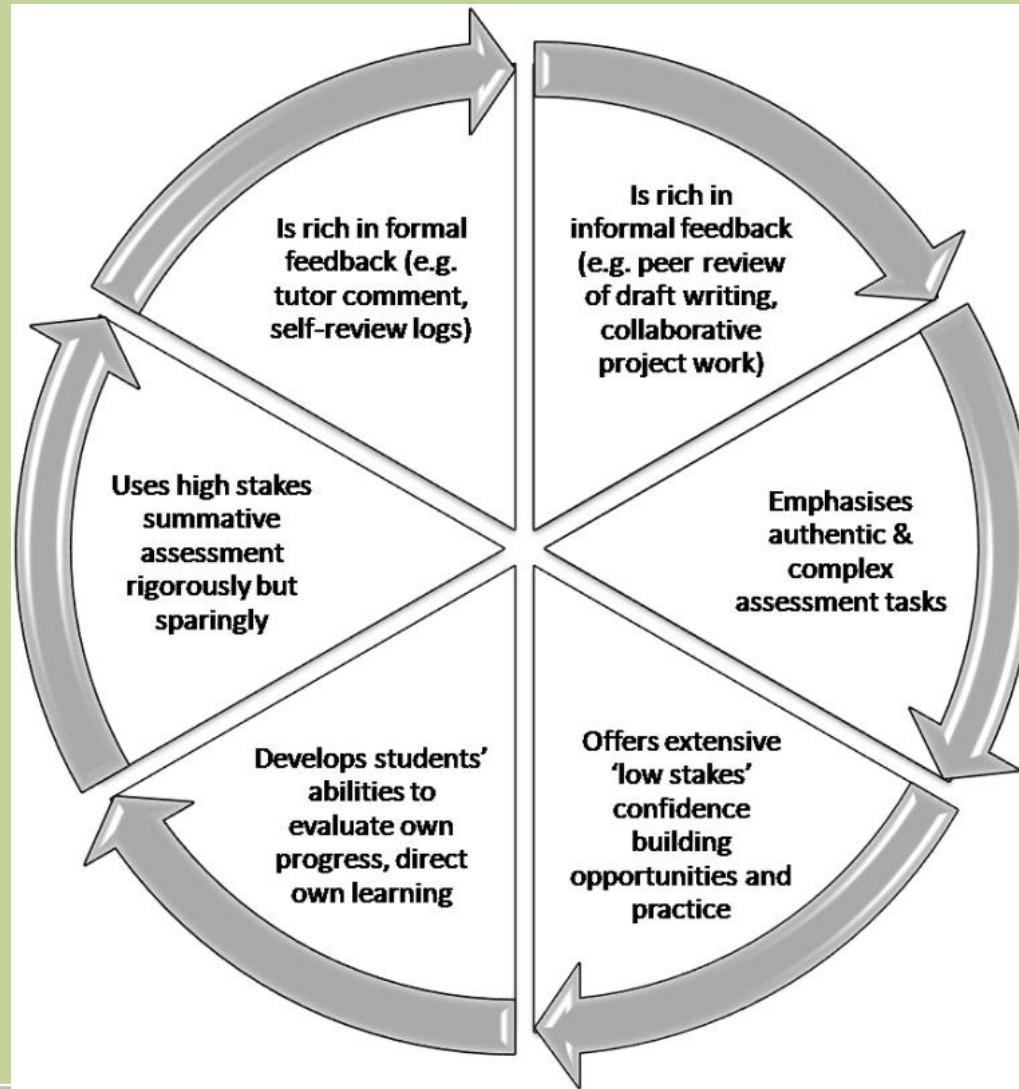 Is rich in formal
feedback (e.g.
tutor comment,
self-review logs)
Is rich in
informal feedback
(e.g. peer review
of draft writing,
collaborative
project work)
Uses high stakes
summative
assessment
rigorously but
sparingly
Emphasises
authentic &
complex
assessment tasks
Develops students’
abilities to
evaluate own
progress, direct
own learning
Offers extensive
‘low stakes’
confidence
building
opportunities and
practice